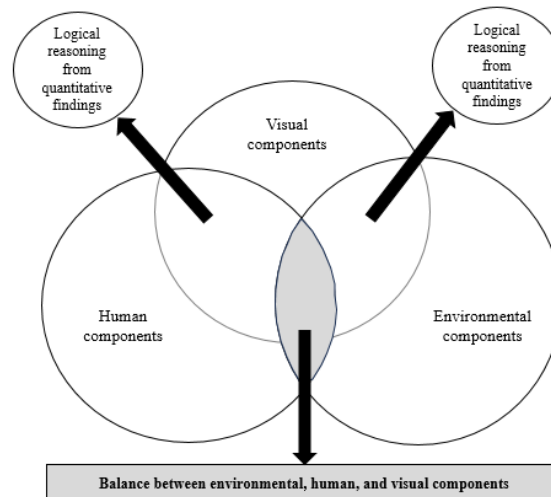 Logical
reasoning
from
quantitative
findings
Logical
reasoning
from
quantitative
findings
Visual
components
Human
components
Environmental
components
Balance between environmental, human, and visual components